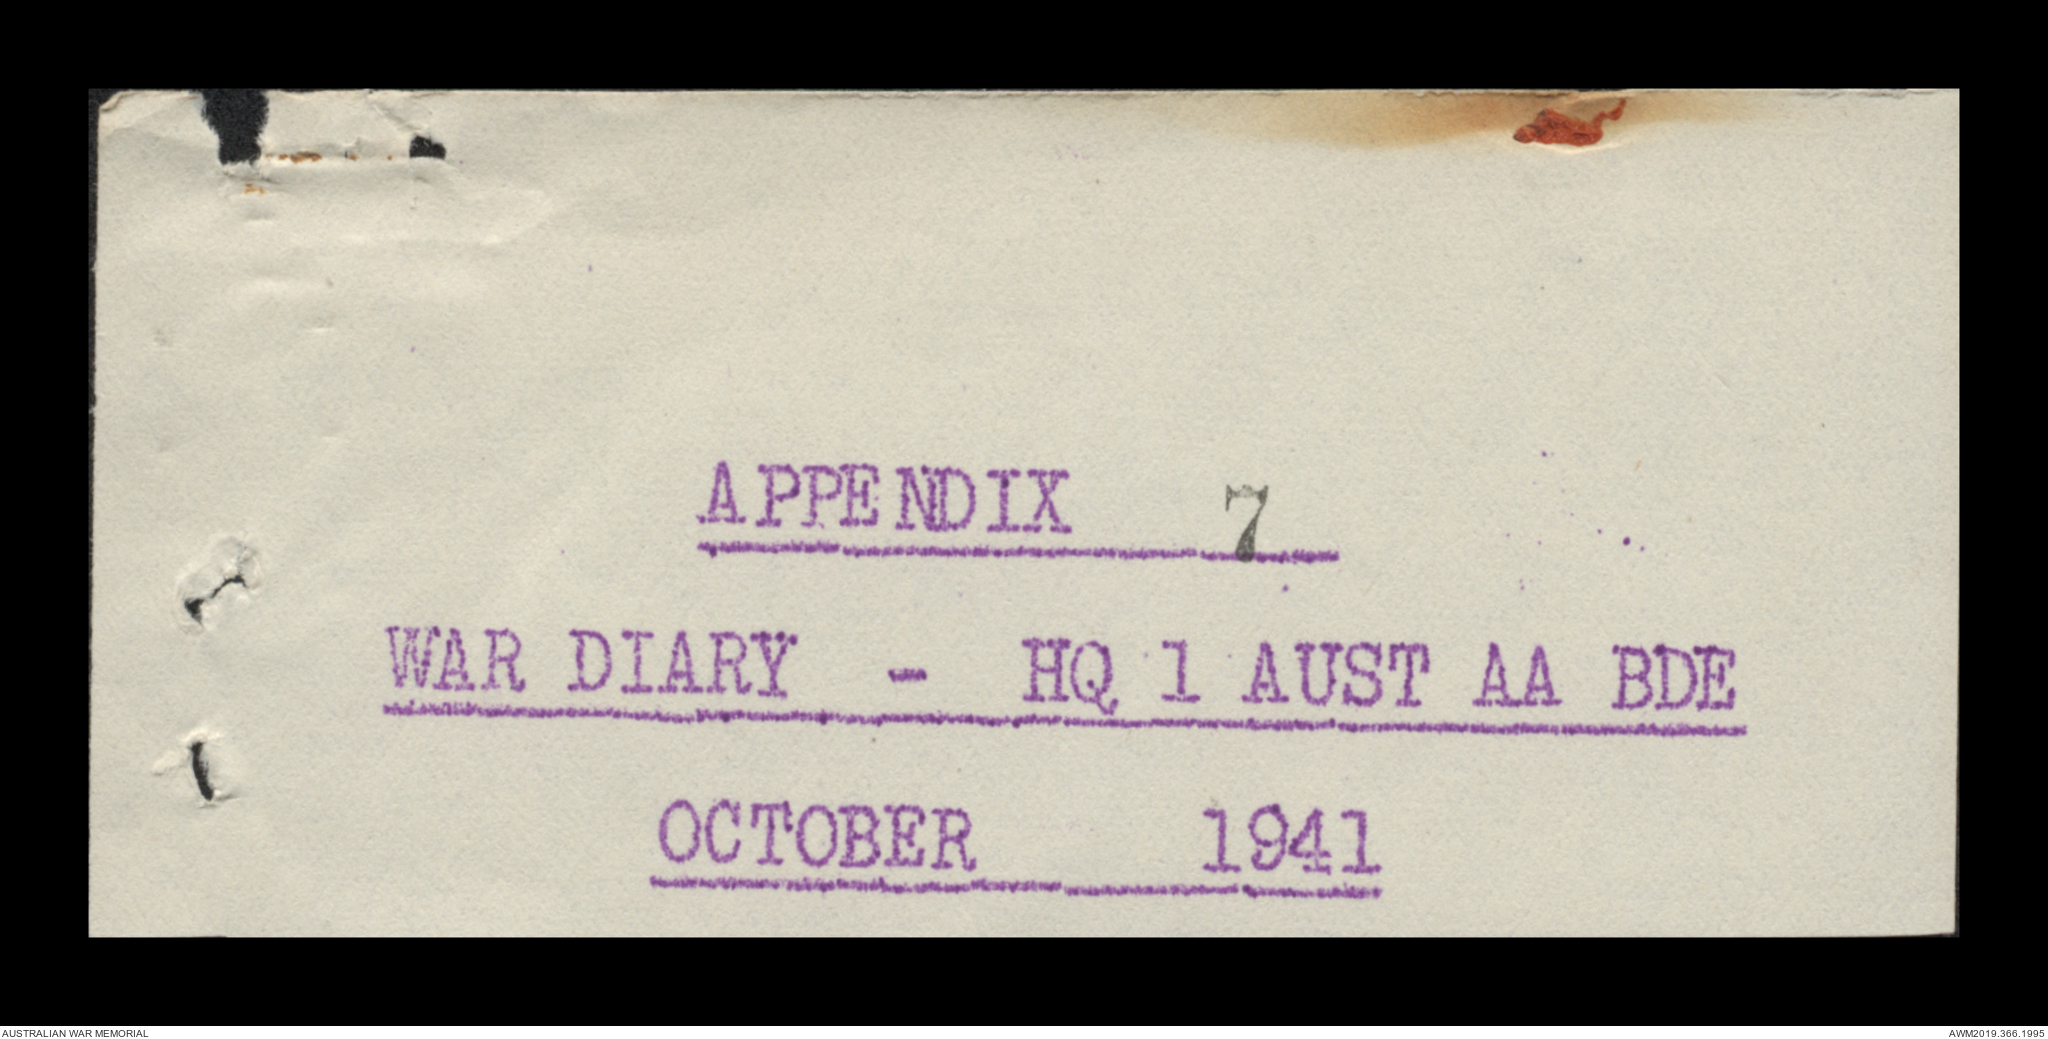 APPENDIX 7
WAR DIARY - HQ 1 AUST AA BDE
OCTOBER 1941
AUSTRALIAN WAR MEMORIAL
AWM2019.366.1995